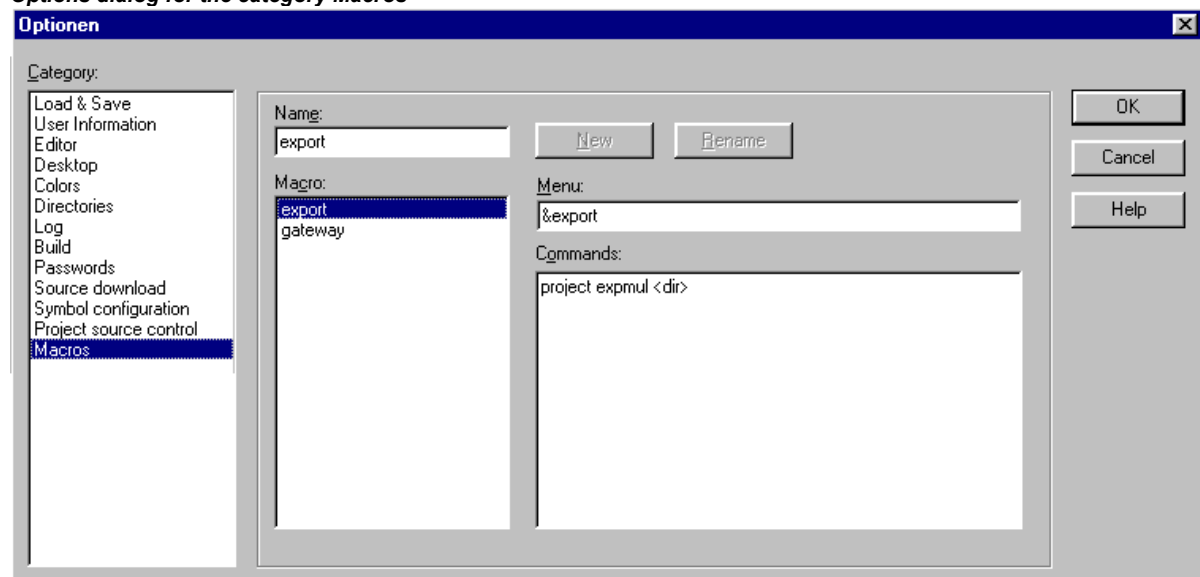 Options dialog for the category Macros
Optionen
Category:
Load & Save
User Information
Editor
Desktop
Colors
Directories
Log
Build
Passwords
Source download
Symbol configuration
Project source control
Macros
Name:
export
New
Rename
Macro:
export
gateway
Menu:
&export
Commands:
project expmul <dir>
OK
Cancel
Help